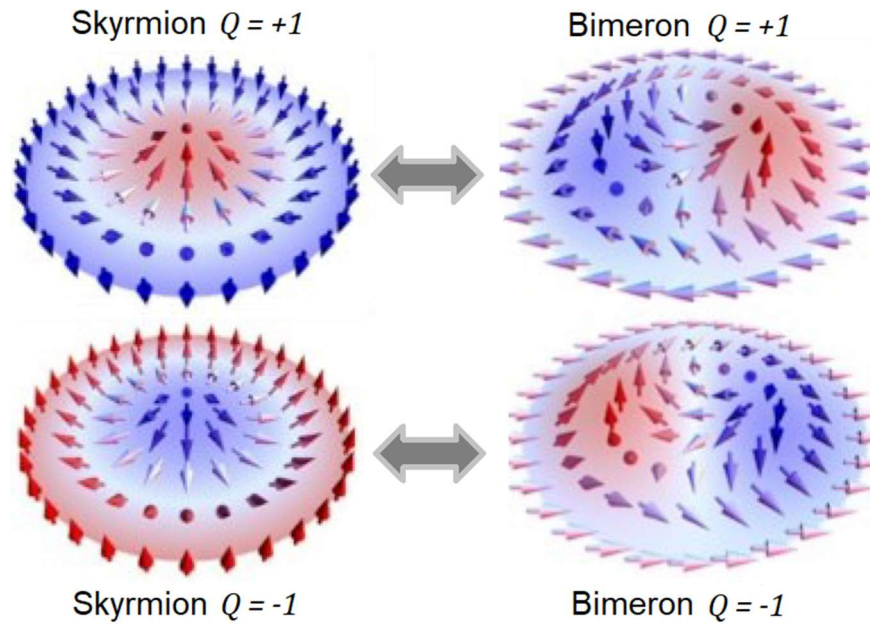 Skyrmion Q = +1
Bimeron Q = +1
Skyrmion Q = -1
Bimeron Q = -1